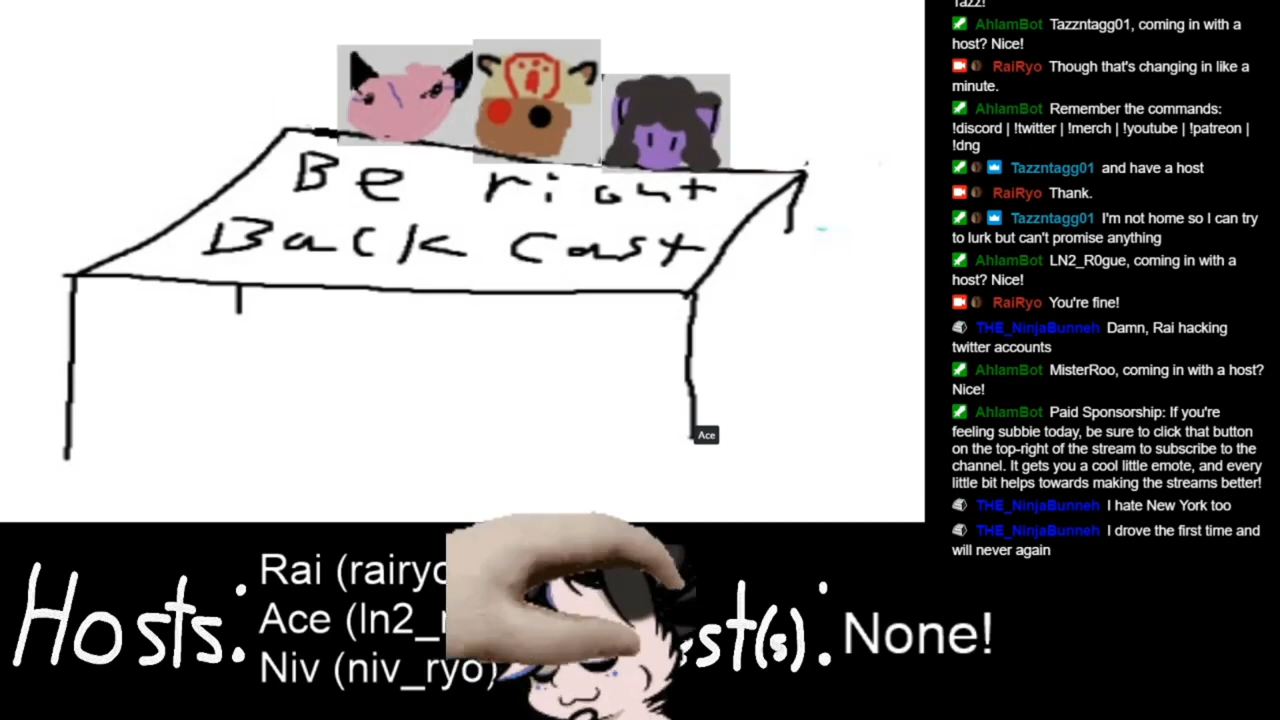 Be right
Back Cast
Ace
Hosts:
Rai (rairyo
Ace (ln2_r
Niv (niv_ryo)
st(s):
None!
Tazz!
AhlamBot Tazzntagg01, coming in with a
host? Nice!
RaiRyo Though that's changing in like a
minute.
AhlamBot Remember the commands:
!discord | !twitter | !merch | !youtube | !patreon |
!dng
Tazzntagg01 and have a host
RaiRyo Thank.
Tazzntagg01 I'm not home so I can try
to lurk but can't promise anything
AhlamBot LN2_R0gue, coming in with a
host? Nice!
RaiRyo You're fine!
THE_NinjaBunneh Damn, Rai hacking
twitter accounts
AhlamBot MisterRoo, coming in with a host?
Nice!
AhlamBot Paid Sponsorship: If you're
feeling subbie today, be sure to click that button
on the top-right of the stream to subscribe to the
channel. It gets you a cool little emote, and every
little bit helps towards making the streams better!
THE_NinjaBunneh I hate New York too
THE_NinjaBunneh I drove the first time and
will never again